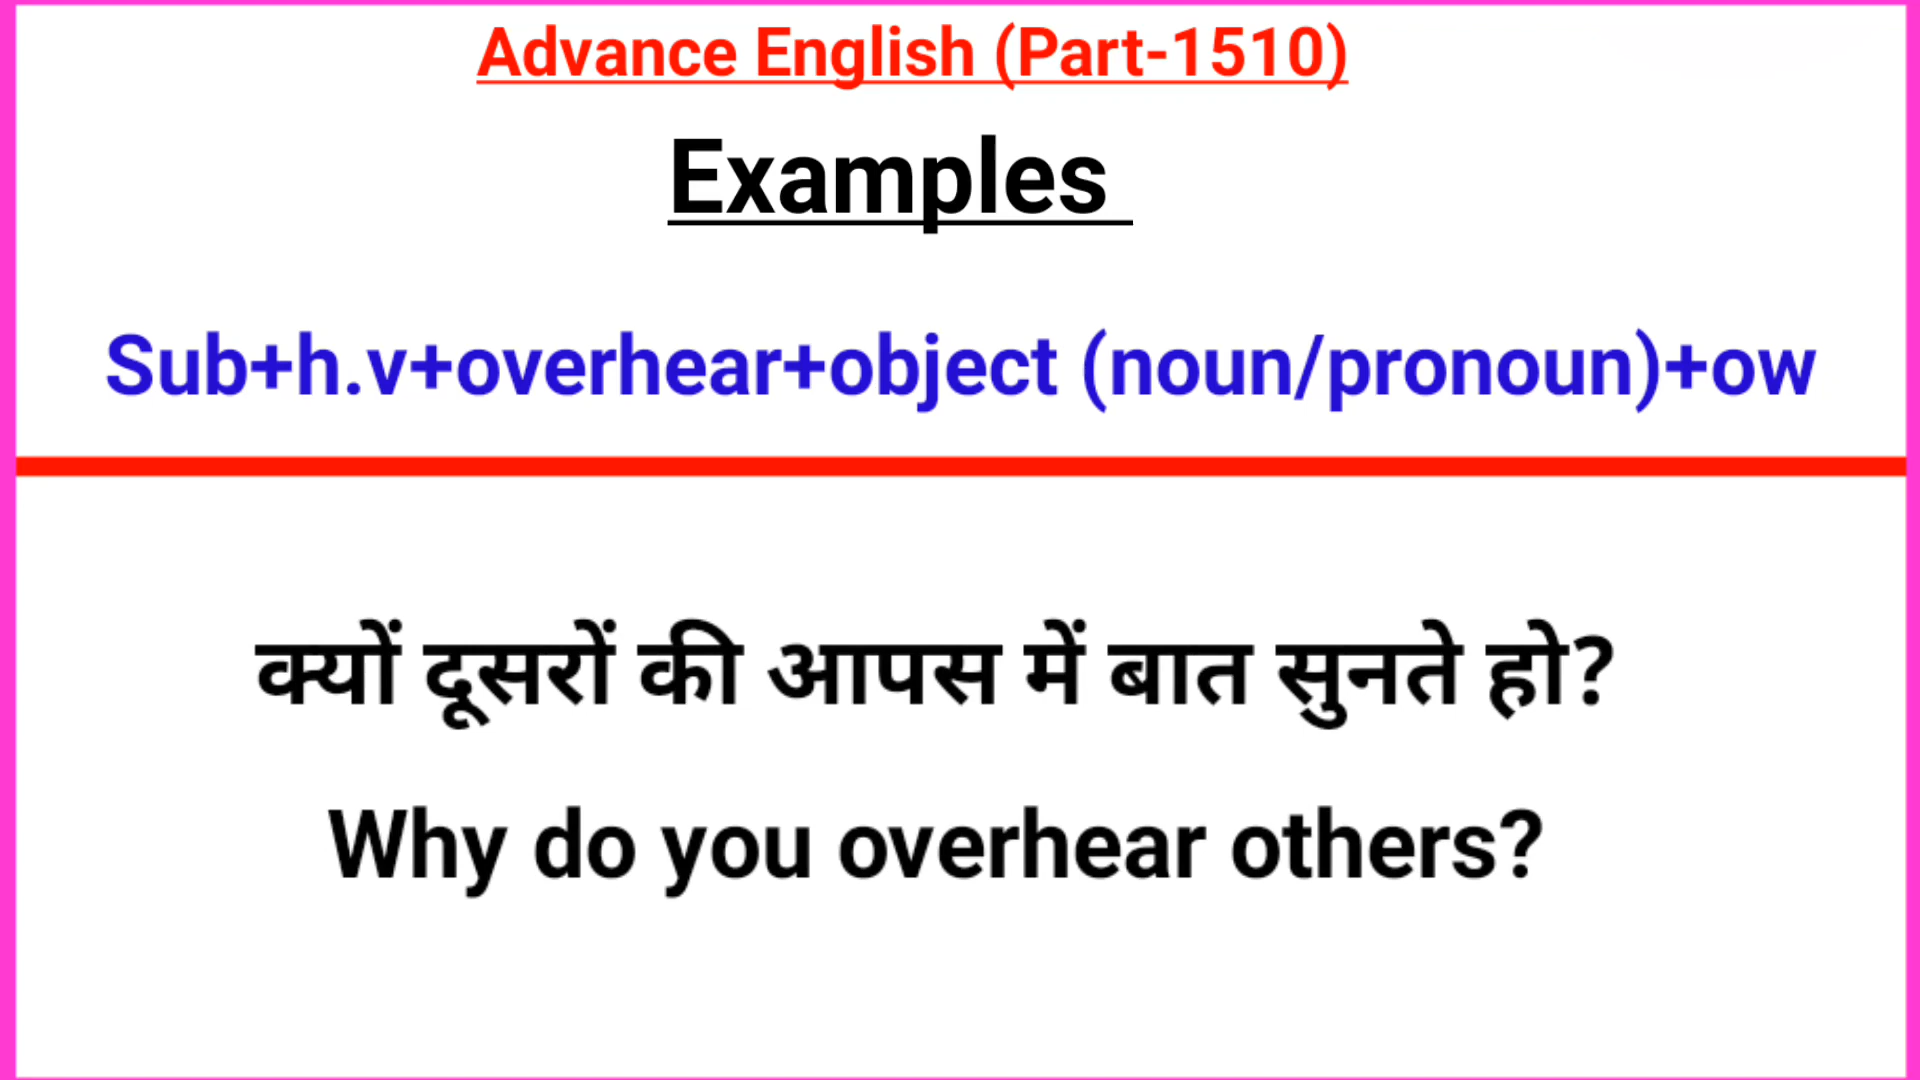 Advance English (Part-1510)
Examples
Sub+h.v+overhear+object (noun/pronoun)+ow
क्यों दूसरों की आपस में बात सुनते हो?
Why do you overhear others?